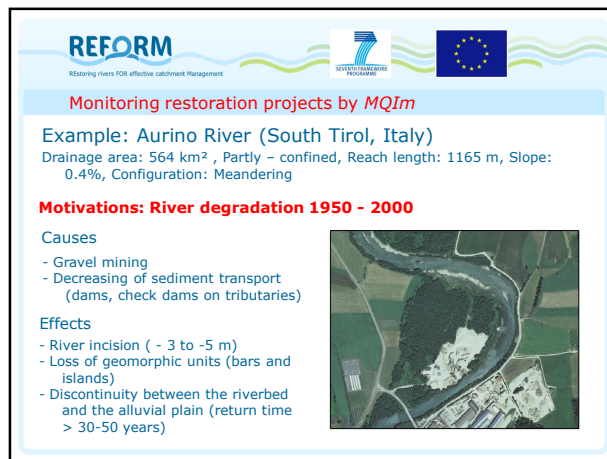 REFORM
REstoring rivers FOR effective catchment Management
SEVENTH FRAMEWORK
PROGRAMME
Monitoring restoration projects by MQIm
Example: Aurino River (South Tirol, Italy)
Drainage area: 564 km² , Partly – confined, Reach length: 1165 m, Slope:
0.4%, Configuration: Meandering
Motivations: River degradation 1950 - 2000
Causes
- Gravel mining
- Decreasing of sediment transport
(dams, check dams on tributaries)
Effects
- River incision ( - 3 to -5 m)
- Loss of geomorphic units (bars and
islands)
- Discontinuity between the riverbed
and the alluvial plain (return time
> 30-50 years)